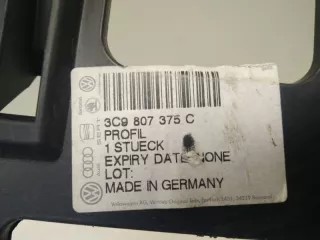 3C9 807 375 C
PROFIL
1 STUECK
EXPIRY DATE NONE
LOT:
MADE IN GERMANY